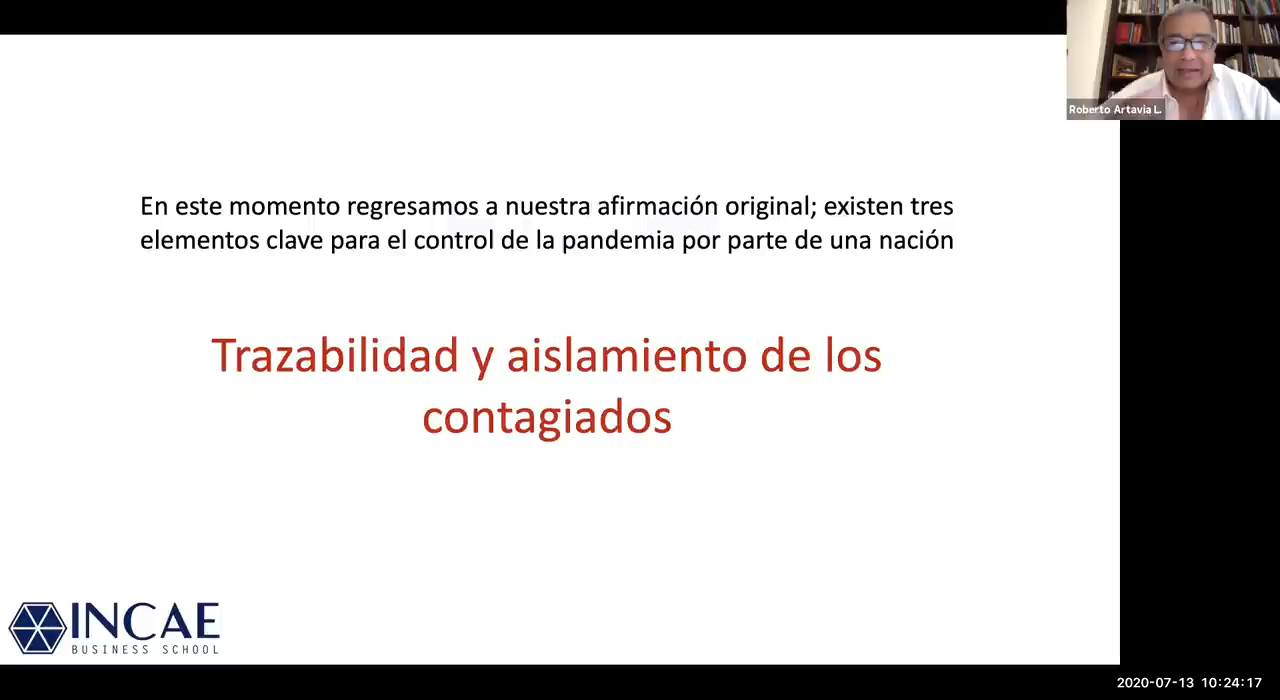 Roberto Artavia L.
En este momento regresamos a nuestra afirmación original; existen tres
elementos clave para el control de la pandemia por parte de una nación
Trazabilidad y aislamiento de los
contagiados
INCAE
BUSINESS SCHOOL
2020-07-13 10:24:17